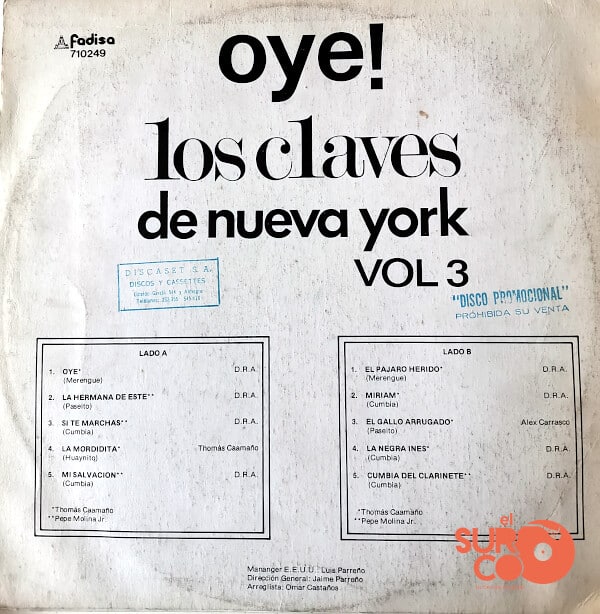 fadisa
710249
oye!
los claves
de nueva york
VOL 3
DISCASET S.A.
DISCOS Y CASSETTES
"DISCO PROMOCIONAL"
PROHIBIDA SU VENTA
LADO A
1. OYE* D.R.A.
(Merengue)
2. LA HERMANA DE ESTE** D.R.A.
(Paseito)
3. SI TE MARCHAS** D.R.A.
(Cumbia)
4. LA MORDIDITA* Thomás Caamaño
(Huaynito)
5. MI SALVACION** D.R.A.
(Cumbia)
*Thomás Caamaño
**Pepe Molina Jr.
LADO B
1. EL PAJARO HERIDO* D.R.A.
(Merengue)
2. MIRIAM* D.R.A.
(Cumbia)
3. EL GALLO ARRUGADO* Alex Carrasco
(Paseito)
4. LA NEGRA INES* D.R.A.
(Cumbia)
5. CUMBIA DEL CLARINETE** D.R.A.
(Cumbia)
*Thomás Caamaño
**Pepe Molina Jr.
Mananger E.E.U.U.: Luis Parreño
Dirección General: Jaime Parreño
Arreglista: Omar Castaños
el
SURCO